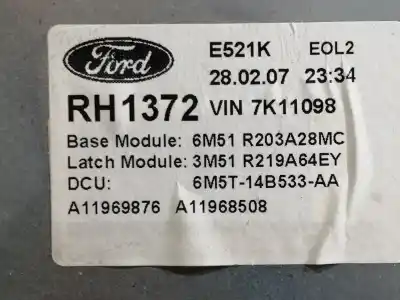 Ford
E521K EOL2
28.02.07 23:34
RH1372 VIN 7K11098
Base Module: 6M51 R203A28MC
Latch Module: 3M51 R219A64EY
DCU: 6M5T-14B533-AA
A11969876 A11968508